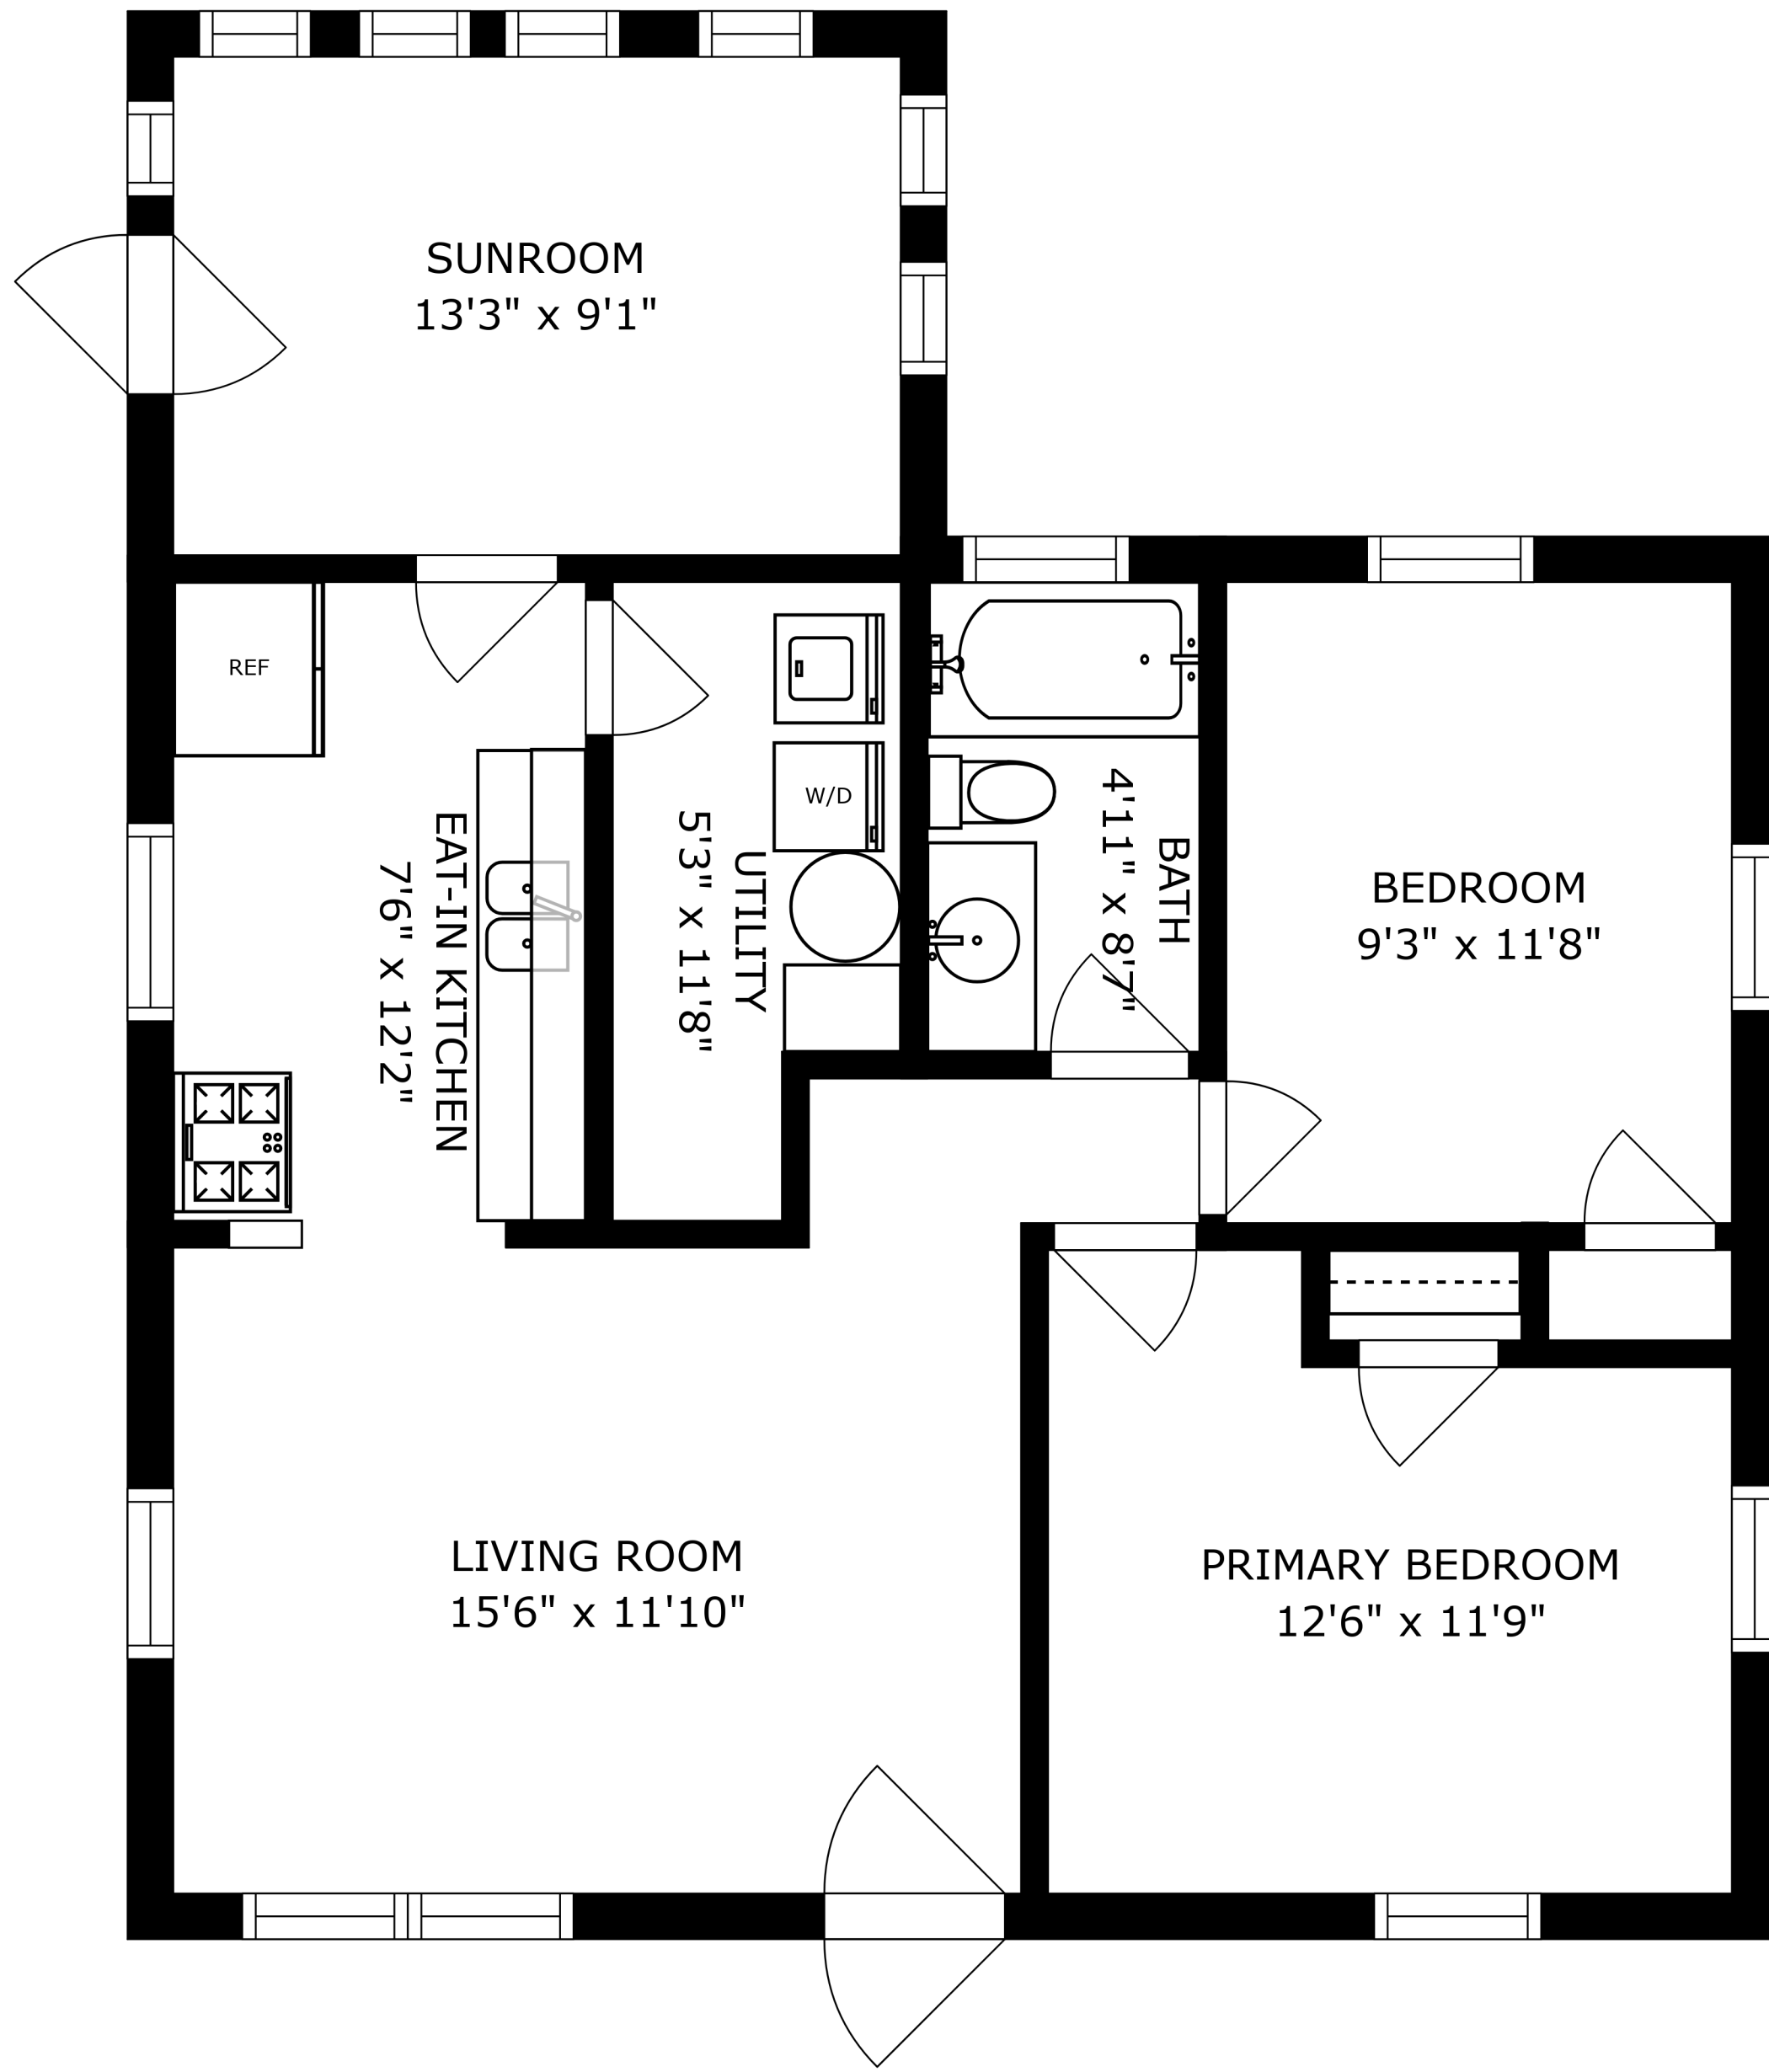 SUNROOM
13'3" x 9'1"
REF
W/D
EAT-IN KITCHEN
7'6" x 12'2"
UTILITY
5'3" x 11'8"
BATH
4'11" x 8'7"
BEDROOM
9'3" x 11'8"
LIVING ROOM
15'6" x 11'10"
PRIMARY BEDROOM
12'6" x 11'9"